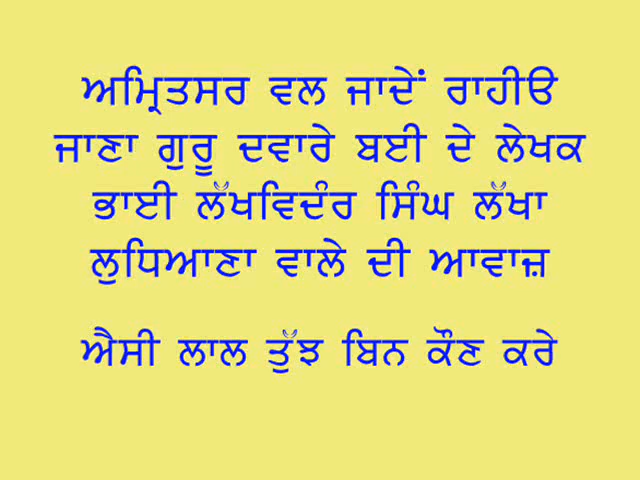 ਅਮ੍ਰਿਤਸਰ ਵਲ ਜਾਦੇਂ ਰਾਹੀਓ
ਜਾਣਾ ਗੁਰੂ ਦਵਾਰੇ ਬਈ ਦੇ ਲੇਖਕ
ਭਾਈ ਲੱਖਵਿਦੰਰ ਸਿੰਘ ਲੱਖਾ
ਲੁਧਿਆਣਾ ਵਾਲੇ ਦੀ ਆਵਾਜ਼
ਐਸੀ ਲਾਲ ਤੁੱਝ ਬਿਨ ਕੌਣ ਕਰੇ